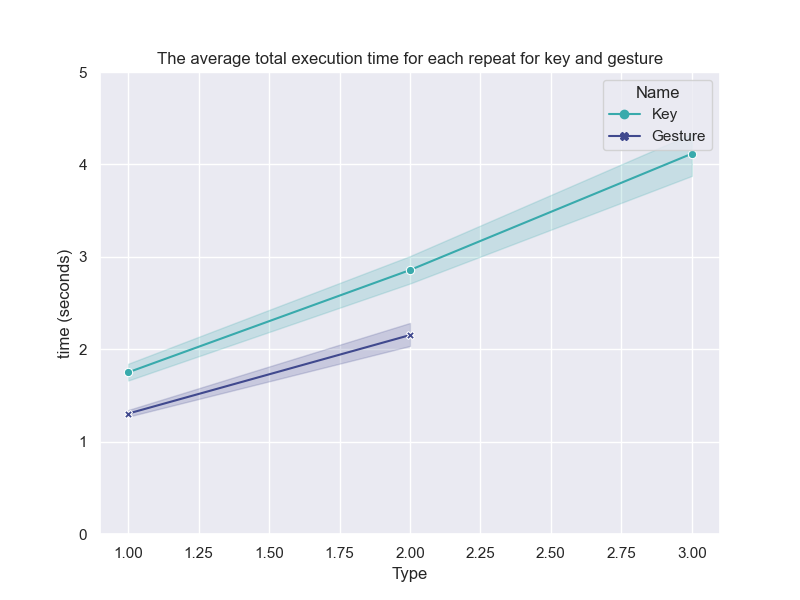 The average total execution time for each repeat for key and gesture
Name
Key
Gesture
5
4
3
2
1
0
time (seconds)
1.00 1.25 1.50 1.75 2.00 2.25 2.50 2.75 3.00
Type